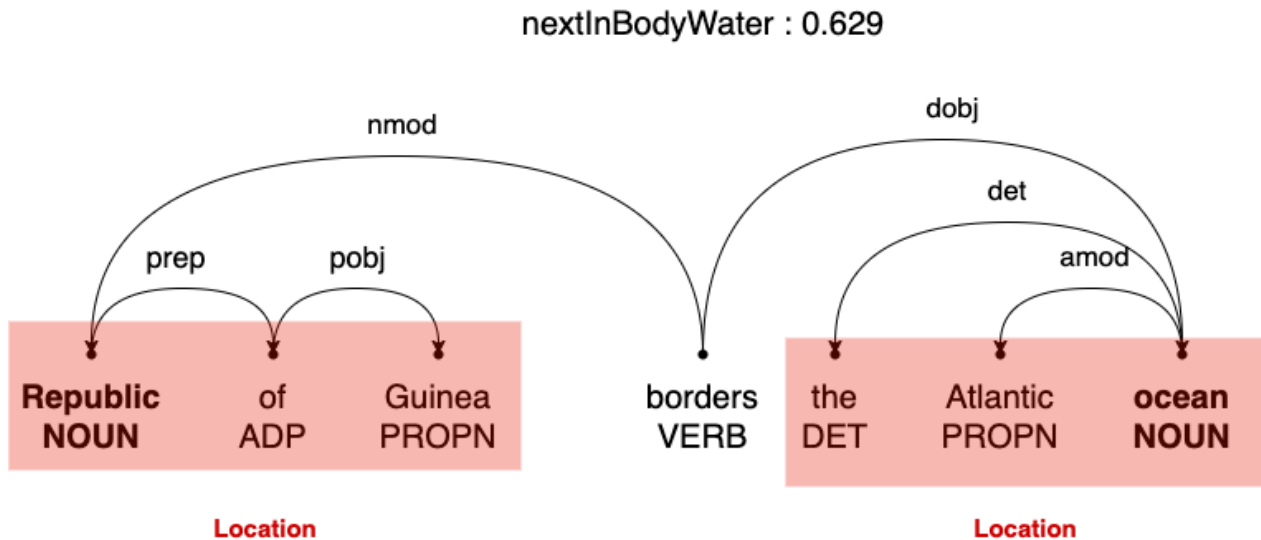 nextInBodyWater : 0.629
nmod
dobj
det
prep
pobj
amod
Republic of Guinea borders the Atlantic ocean
NOUN ADP PROPN VERB DET PROPN NOUN
Location Location